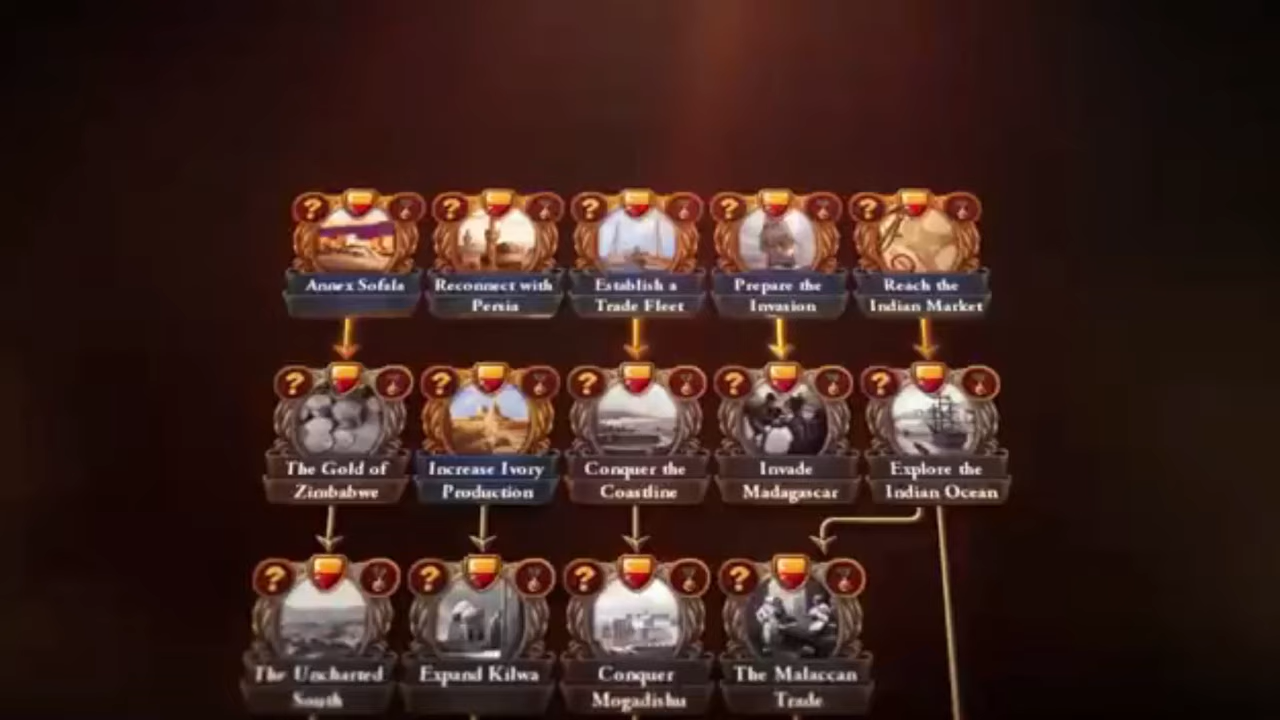 Annex Sofala
Reconnect with
Persia
Establish a
Trade Fleet
Prepare the
Invasion
Reach the
Indian Market
The Gold of
Zimbabwe
Increase Ivory
Production
Conquer the
Coastline
Invade
Madagascar
Explore the
Indian Ocean
The Uncharted
South
Expand Kilwa
Conquer
Mogadishu
The Malaccan
Trade